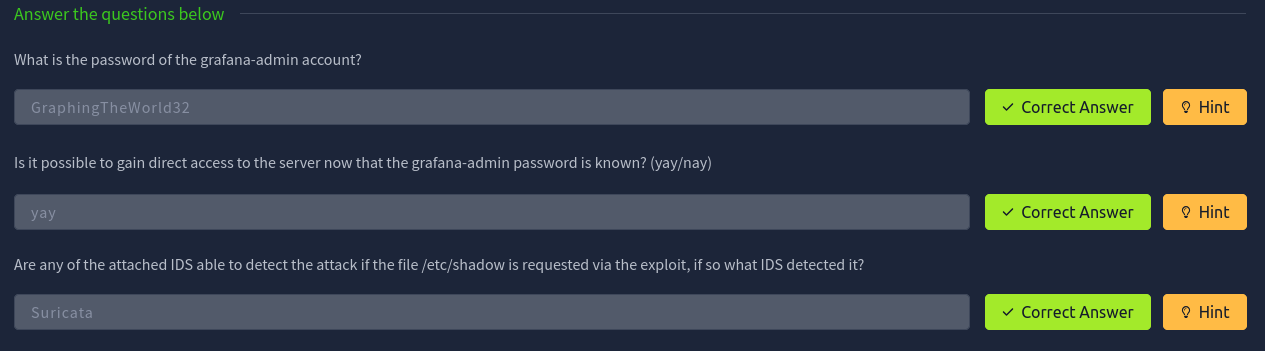 Answer the questions below
What is the password of the grafana-admin account?
GraphingTheWorld32
Correct Answer
Hint
Is it possible to gain direct access to the server now that the grafana-admin password is known? (yay/nay)
yay
Correct Answer
Hint
Are any of the attached IDS able to detect the attack if the file /etc/shadow is requested via the exploit, if so what IDS detected it?
Suricata
Correct Answer
Hint